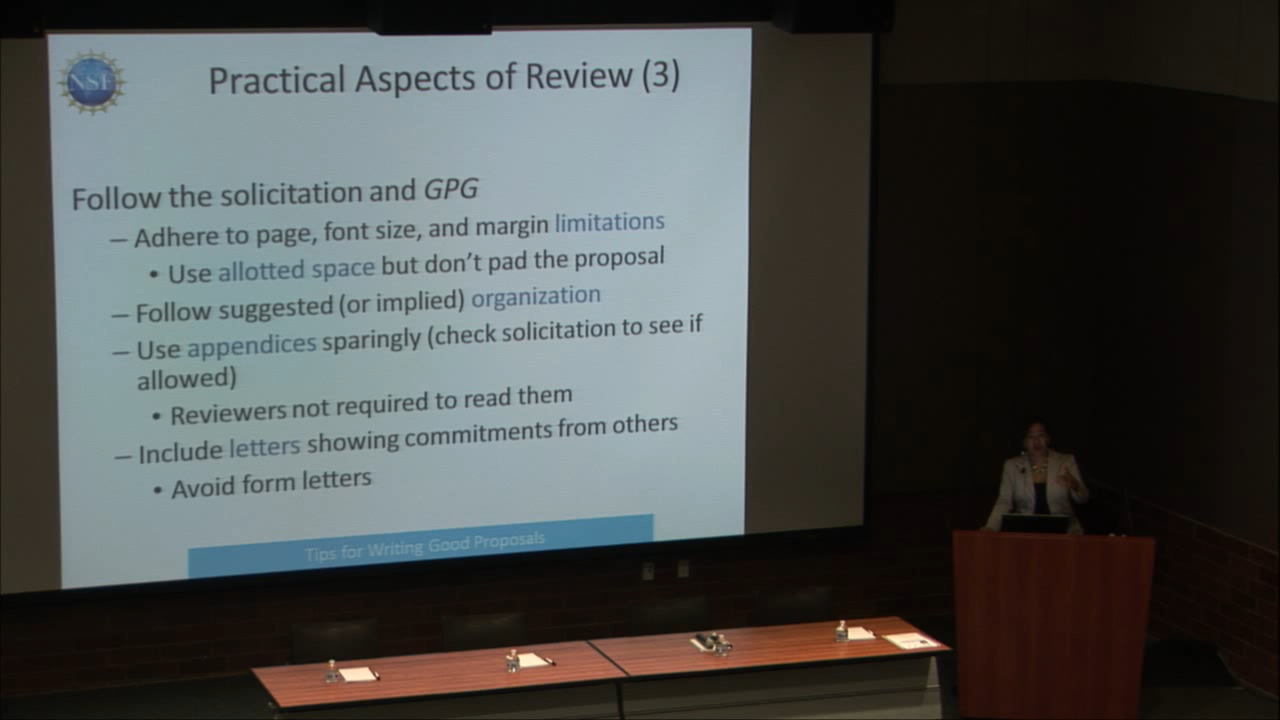 NSF
Practical Aspects of Review (3)
Follow the solicitation and GPG
– Adhere to page, font size, and margin limitations
• Use allotted space but don't pad the proposal
– Follow suggested (or implied) organization
– Use appendices sparingly (check solicitation to see if
allowed)
• Reviewers not required to read them
– Include letters showing commitments from others
• Avoid form letters
Tips for Writing Good Proposals